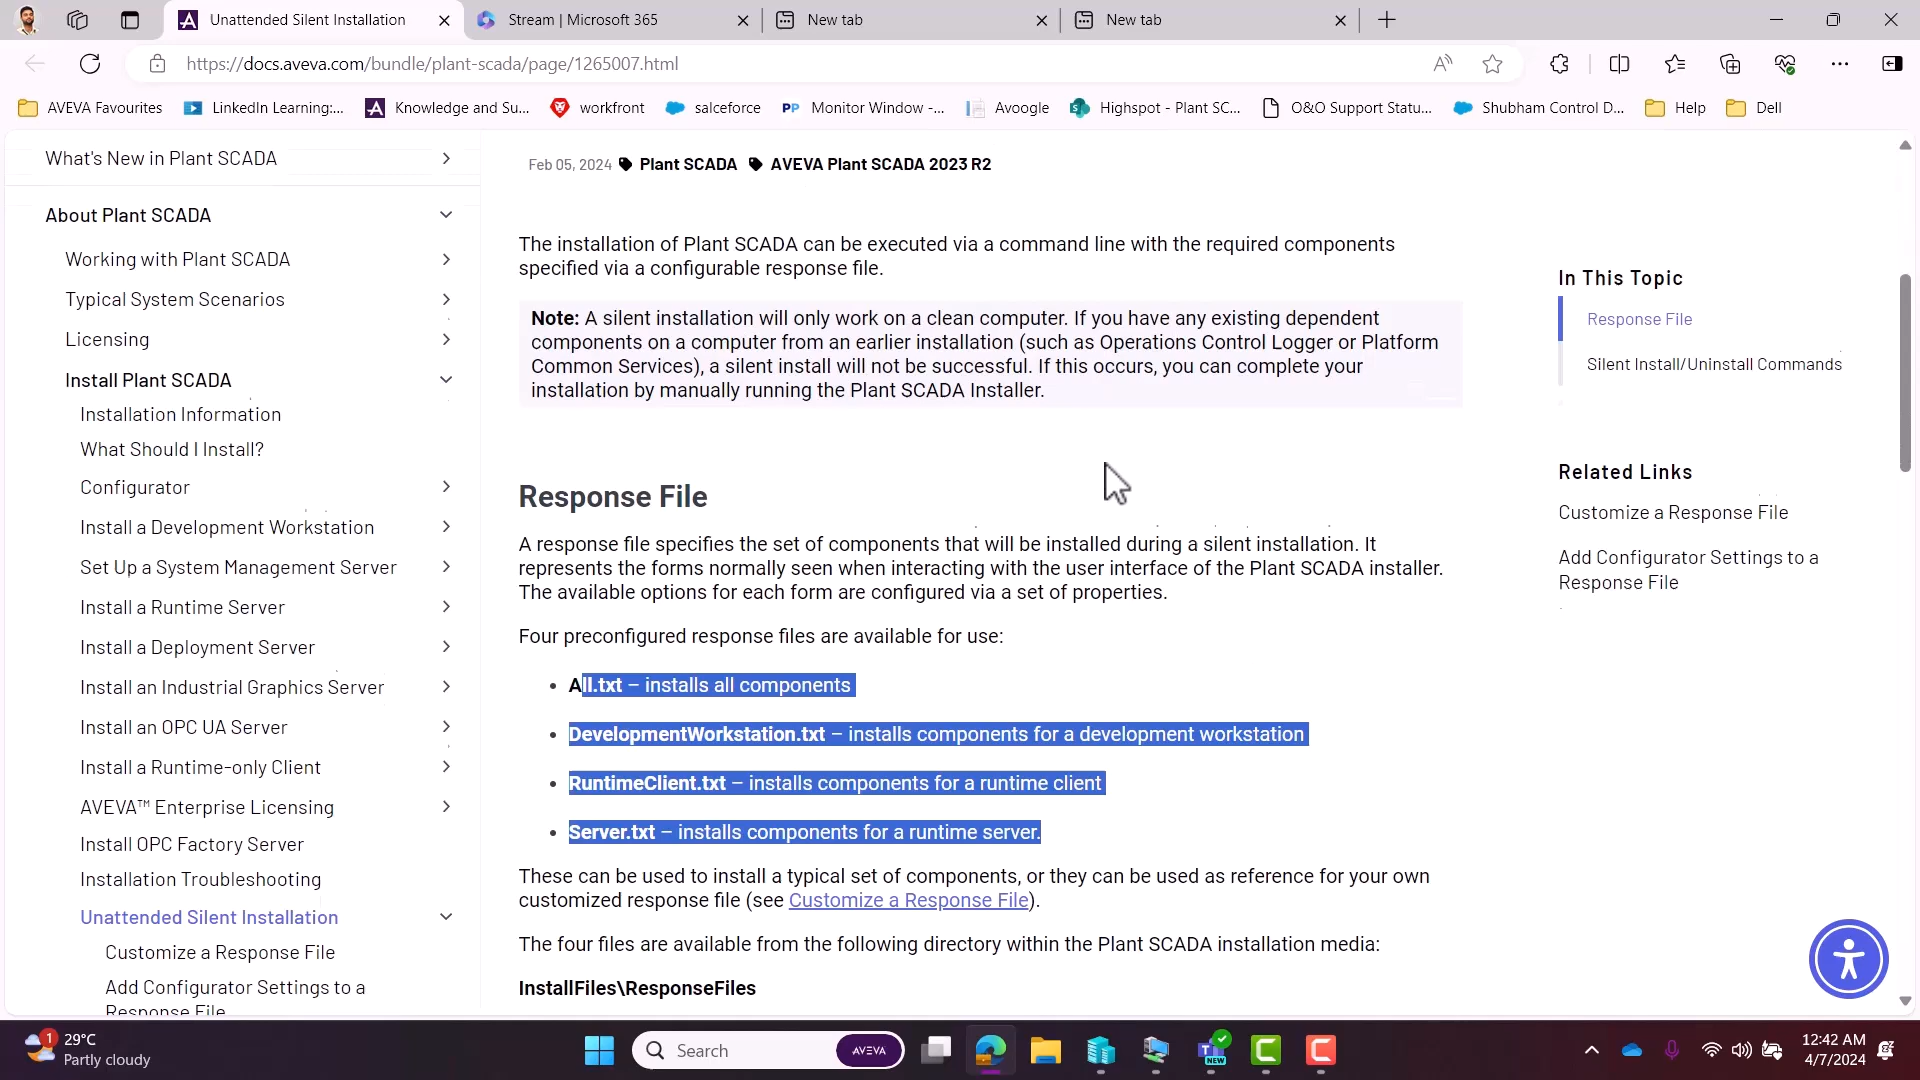 Unattended Silent Installation
Stream | Microsoft 365
New tab
New tab
https://docs.aveva.com/bundle/plant-scada/page/1265007.html
AVEVA Favourites
LinkedIn Learning:...
Knowledge and Su...
workfront
salceforce
PP
Monitor Window -...
Avoogle
Highspot - Plant SC...
O&O Support Statu...
Shubham Control D...
Help
Dell
What's New in Plant SCADA
About Plant SCADA
Working with Plant SCADA
Typical System Scenarios
Licensing
Install Plant SCADA
Installation Information
What Should I Install?
Configurator
Install a Development Workstation
Set Up a System Management Server
Install a Runtime Server
Install a Deployment Server
Install an Industrial Graphics Server
Install an OPC UA Server
Install a Runtime-only Client
AVEVA™ Enterprise Licensing
Install OPC Factory Server
Installation Troubleshooting
Unattended Silent Installation
Customize a Response File
Add Configurator Settings to a
Response File
Feb 05, 2024 Plant SCADA AVEVA Plant SCADA 2023 R2
The installation of Plant SCADA can be executed via a command line with the required components
specified via a configurable response file.
Note: A silent installation will only work on a clean computer. If you have any existing dependent
components on a computer from an earlier installation (such as Operations Control Logger or Platform
Common Services), a silent install will not be successful. If this occurs, you can complete your
installation by manually running the Plant SCADA Installer.
Response File
A response file specifies the set of components that will be installed during a silent installation. It
represents the forms normally seen when interacting with the user interface of the Plant SCADA installer.
The available options for each form are configured via a set of properties.
Four preconfigured response files are available for use:
• All.txt – installs all components
• DevelopmentWorkstation.txt – installs components for a development workstation
• RuntimeClient.txt – installs components for a runtime client
• Server.txt – installs components for a runtime server.
These can be used to install a typical set of components, or they can be used as reference for your own
customized response file (see Customize a Response File).
The four files are available from the following directory within the Plant SCADA installation media:
InstallFiles\ResponseFiles
In This Topic
Response File
Silent Install/Uninstall Commands
Related Links
Customize a Response File
Add Configurator Settings to a
Response File
1
29°C
Partly cloudy
Search
AVEVA
NEW
12:42 AM
4/7/2024